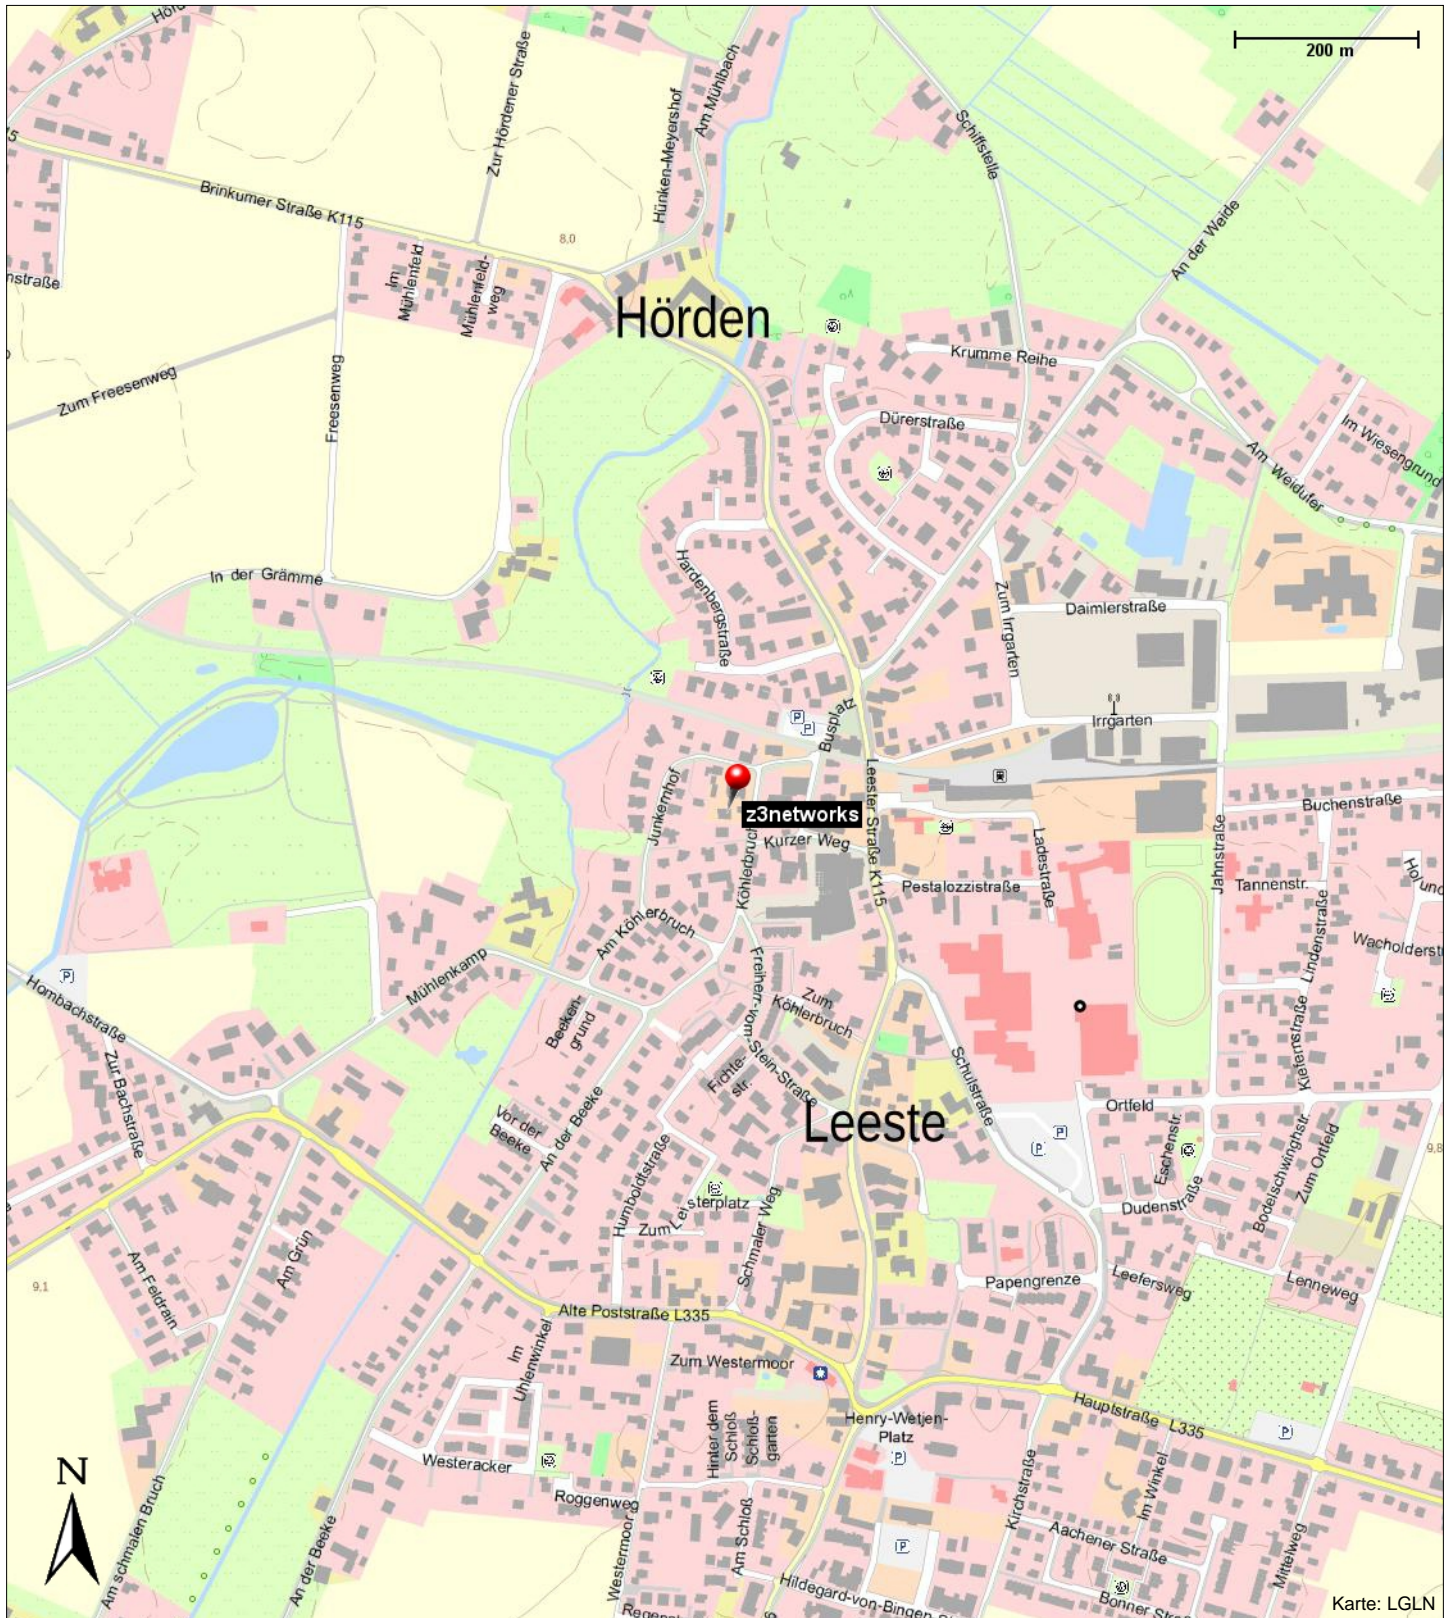 200 m
Am Mühlbach
Zur Hördener Straße
Hünken-Meyershof
Schiffstelle
Brinkumer Straße K115
8,0
An der Weide
nstraße
Im
Mühlenfeld
Mühlenfeld-
weg
Hörden
Krumme Reihe
Zum Freesenweg
Freesenweg
Dürerstraße
Im Wiesengrund
Am Weidufer
Hardenbergstraße
In der Grämme
Zum Irrgarten
Daimlerstraße
Irrgarten
Busplatz
Junkernhof
z3networks
Leester Straße K115
Buchenstraße
Kurzer Weg
Köhlerbruch
Ladestraße
Jahnstraße
Pestalozzistraße
Tannenstr.
Holund
Lindenstraße
Am Köhlerbruch
Wacholderst
Mühlenkamp
Freiherr-vom-Stein-Straße
Zum
Köhlerbruch
Hombachstraße
Beeken-
grund
Kiefernstraße
Zur Bachstraße
Fichte-
str.
Schulstraße
Ortfeld
Leeste
Vor der
Beeke
An der Beeke
Eschenstr.
Bodelschwinghstr.
Zum Ortfeld
9,8
Humboldtstraße
Zum Leisterplatz
Schmaler Weg
Dudenstraße
Am Grün
Am Feldrain
9,1
Papengrenze
Leefersweg
Lenneweg
Alte Poststraße L335
Im
Uhlenwinkel
Zum Westermoor
Hauptstraße L335
Henry-Wetjen-
Platz
Hinter dem
Schloß
Schloß-
garten
Westeracker
Roggenweg
Kirchstraße
Im Winkel
N
Am schmalen Bruch
An der Beeke
Westermoor
Am Schloß
Aachener Straße
Mittelweg
Hildegard-von-Bingen-S
Karte: LGLN